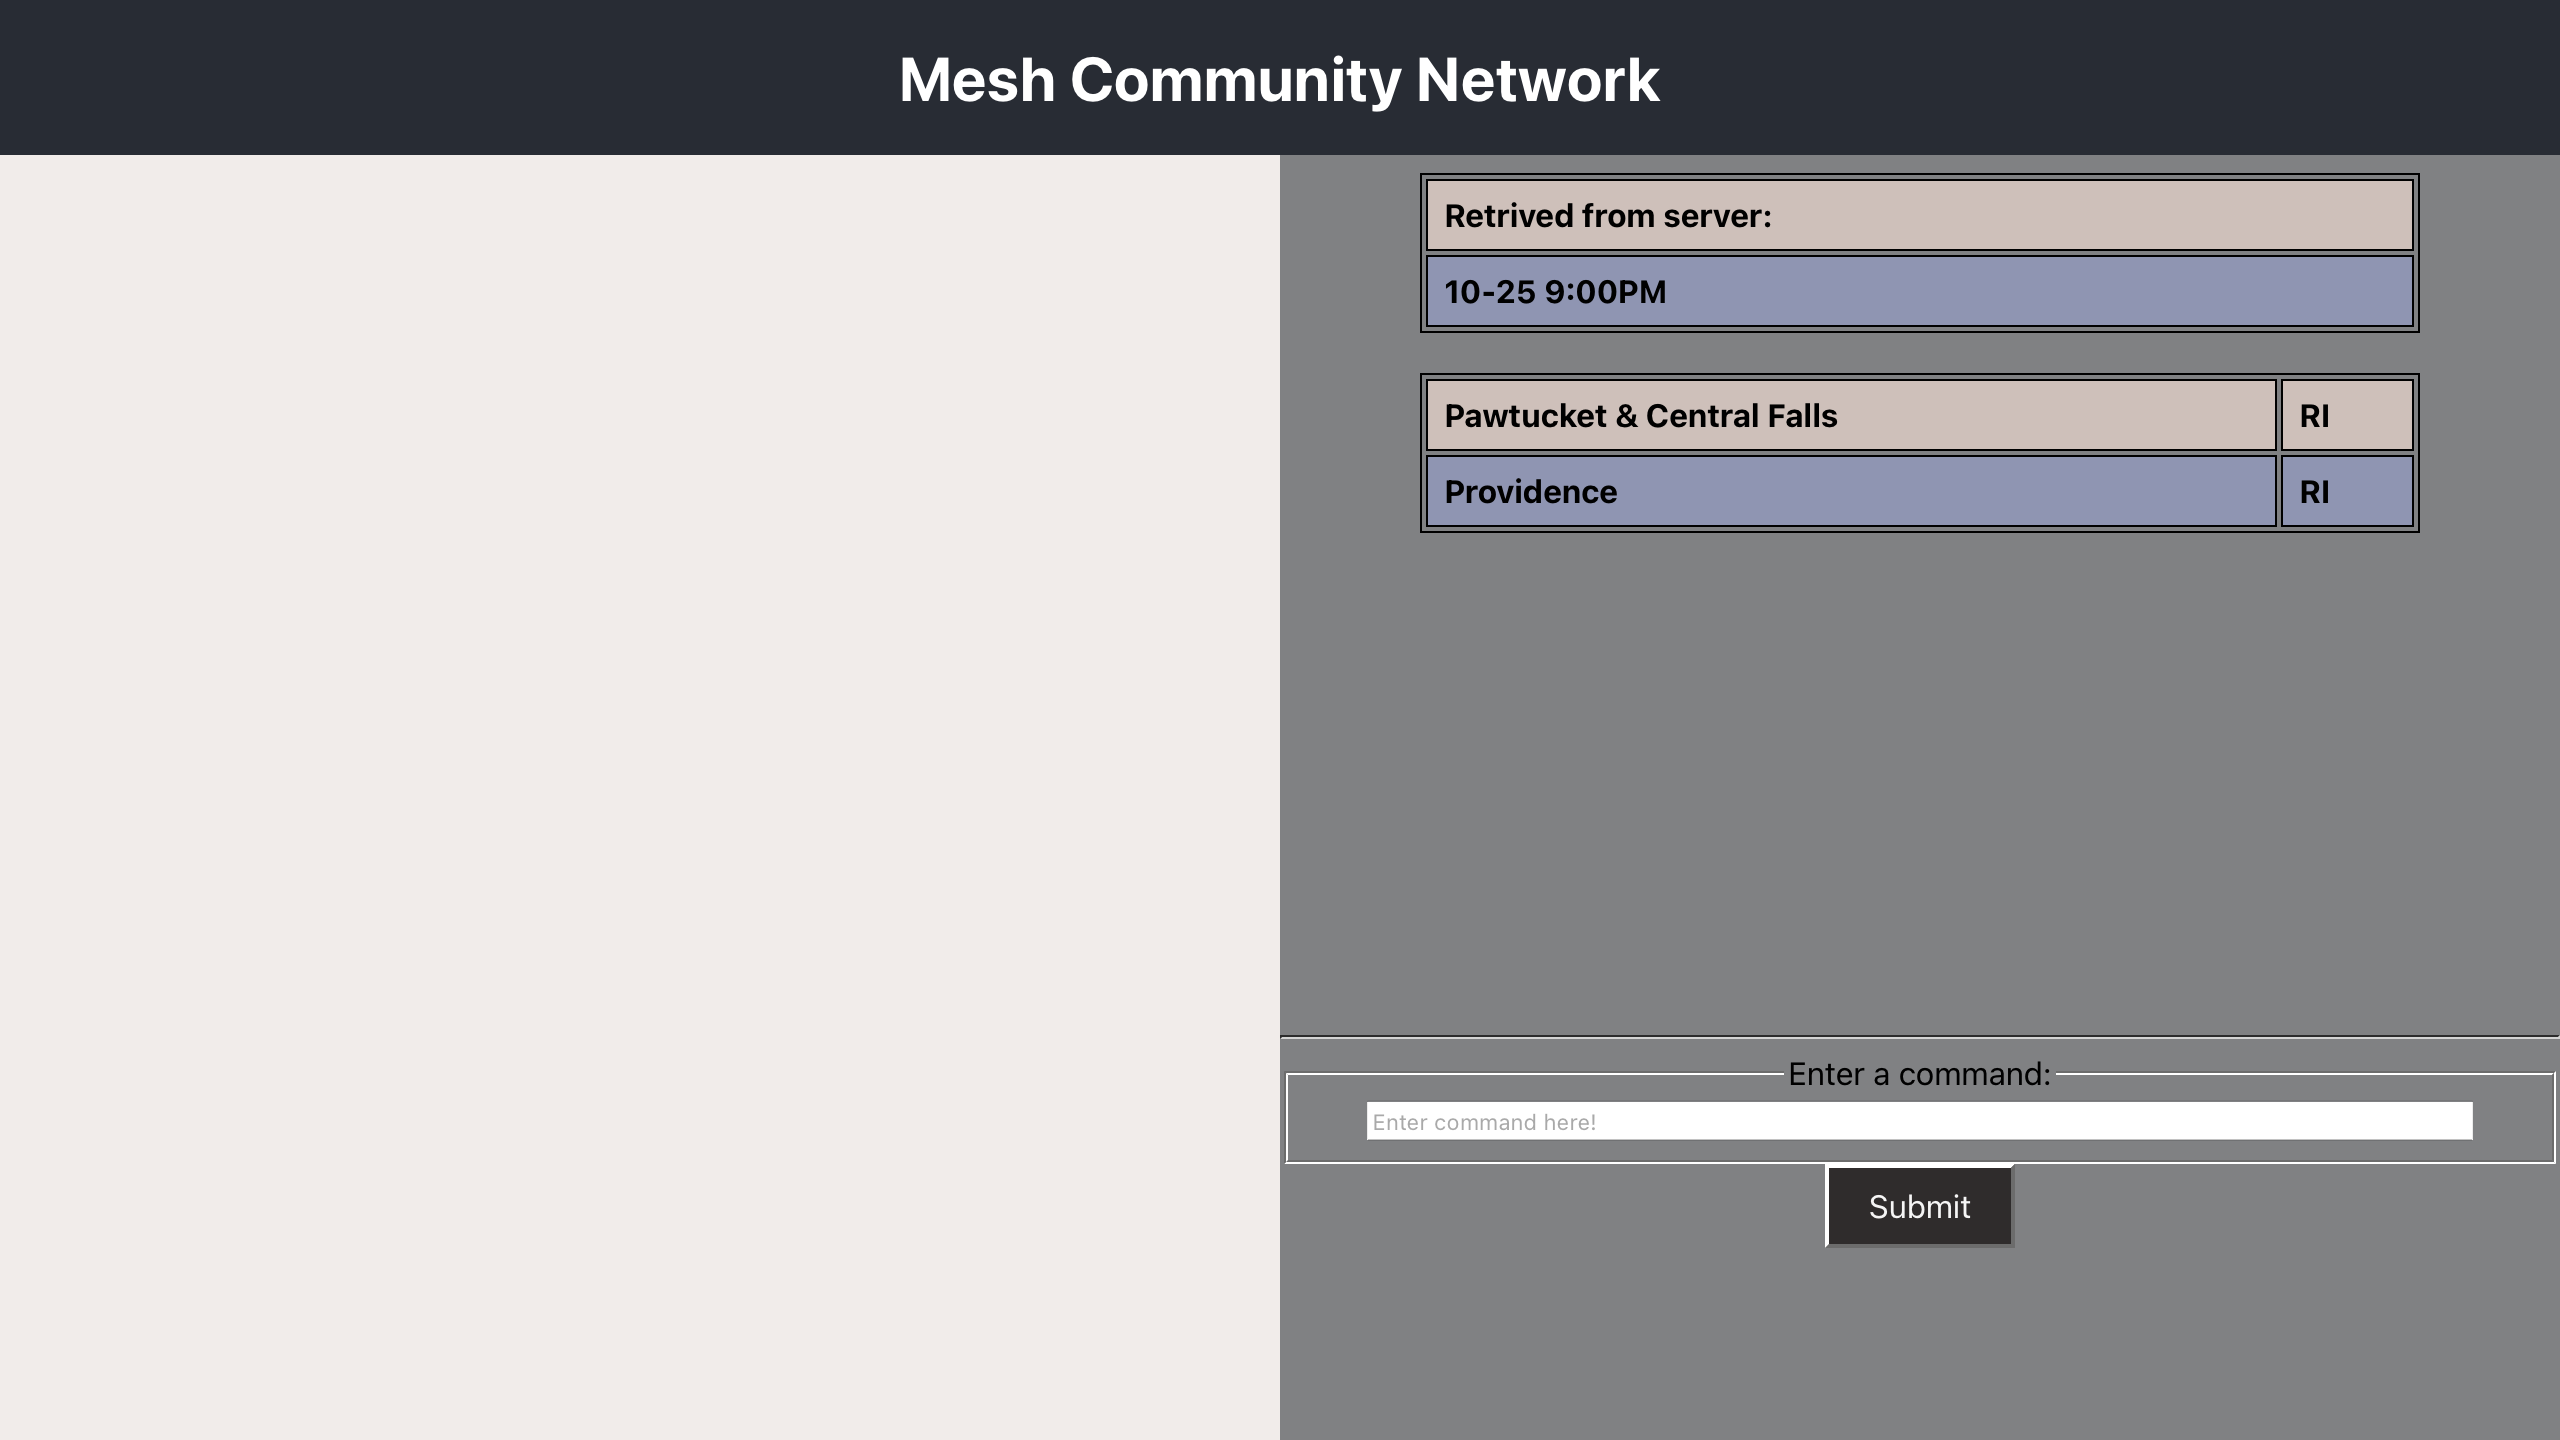 Mesh Community Network
Retrived from server:
10-25 9:00PM
Pawtucket & Central Falls RI
Providence RI
Enter a command:
Enter command here!
Submit